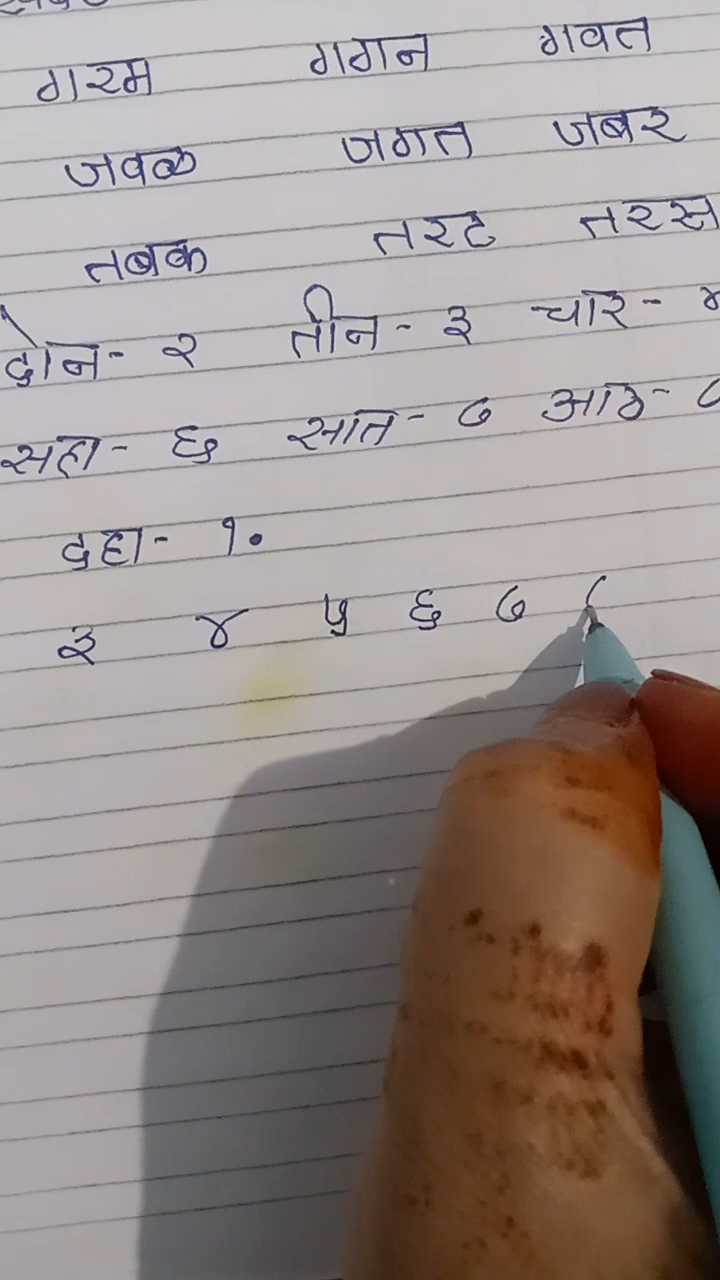 गरम गगन गवत
जवळ जगत जबर
तबक तरट तरस
दोन- २ तीन- ३ चार- ४
सहा- ६ सात- ७ आठ- ८
दहा- १०
३ ४ ५ ६ ७